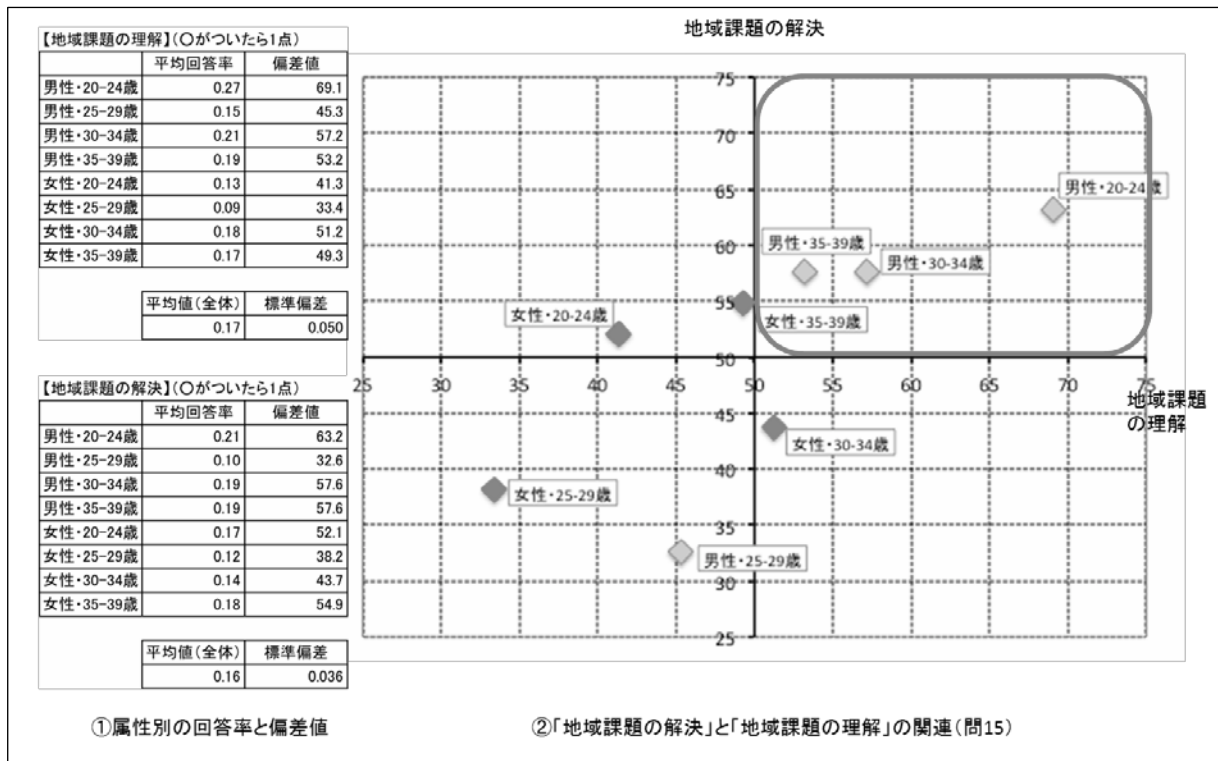 【地域課題の理解】(〇がついたら1点)
平均回答率 偏差値
男性・20-24歳 0.27 69.1
男性・25-29歳 0.15 45.3
男性・30-34歳 0.21 57.2
男性・35-39歳 0.19 53.2
女性・20-24歳 0.13 41.3
女性・25-29歳 0.09 33.4
女性・30-34歳 0.18 51.2
女性・35-39歳 0.17 49.3
平均値(全体) 標準偏差
0.17 0.050
【地域課題の解決】(〇がついたら1点)
平均回答率 偏差値
男性・20-24歳 0.21 63.2
男性・25-29歳 0.10 32.6
男性・30-34歳 0.19 57.6
男性・35-39歳 0.19 57.6
女性・20-24歳 0.17 52.1
女性・25-29歳 0.12 38.2
女性・30-34歳 0.14 43.7
女性・35-39歳 0.18 54.9
平均値(全体) 標準偏差
0.16 0.036
①属性別の回答率と偏差値
地域課題の解決
75
70
男性・20-24歳
65
60
男性・35-39歳
男性・30-34歳
55
女性・20-24歳
女性・35-39歳
50
25 30 35 40 45 50 55 60 65 70 75
地域課題
の理解
45
女性・30-34歳
40
女性・25-29歳
35
男性・25-29歳
30
25
②「地域課題の解決」と「地域課題の理解」の関連(問15)